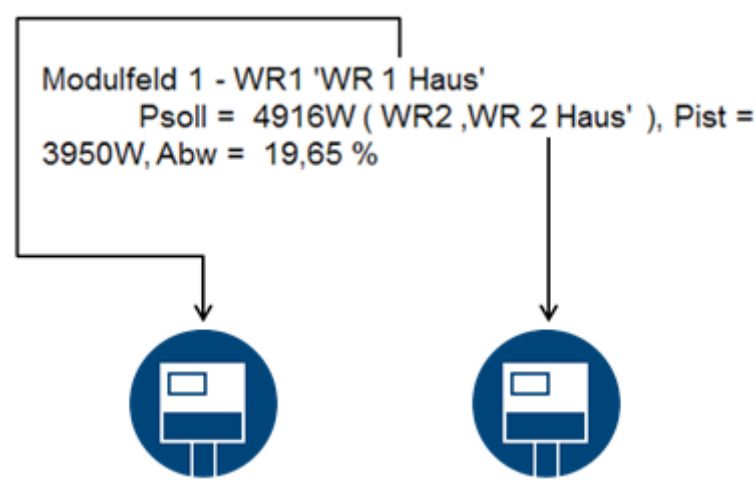 Modulfeld 1 - WR1 'WR 1 Haus'
Psoll = 4916W ( WR2 ,WR 2 Haus' ), Pist =
3950W, Abw = 19,65 %